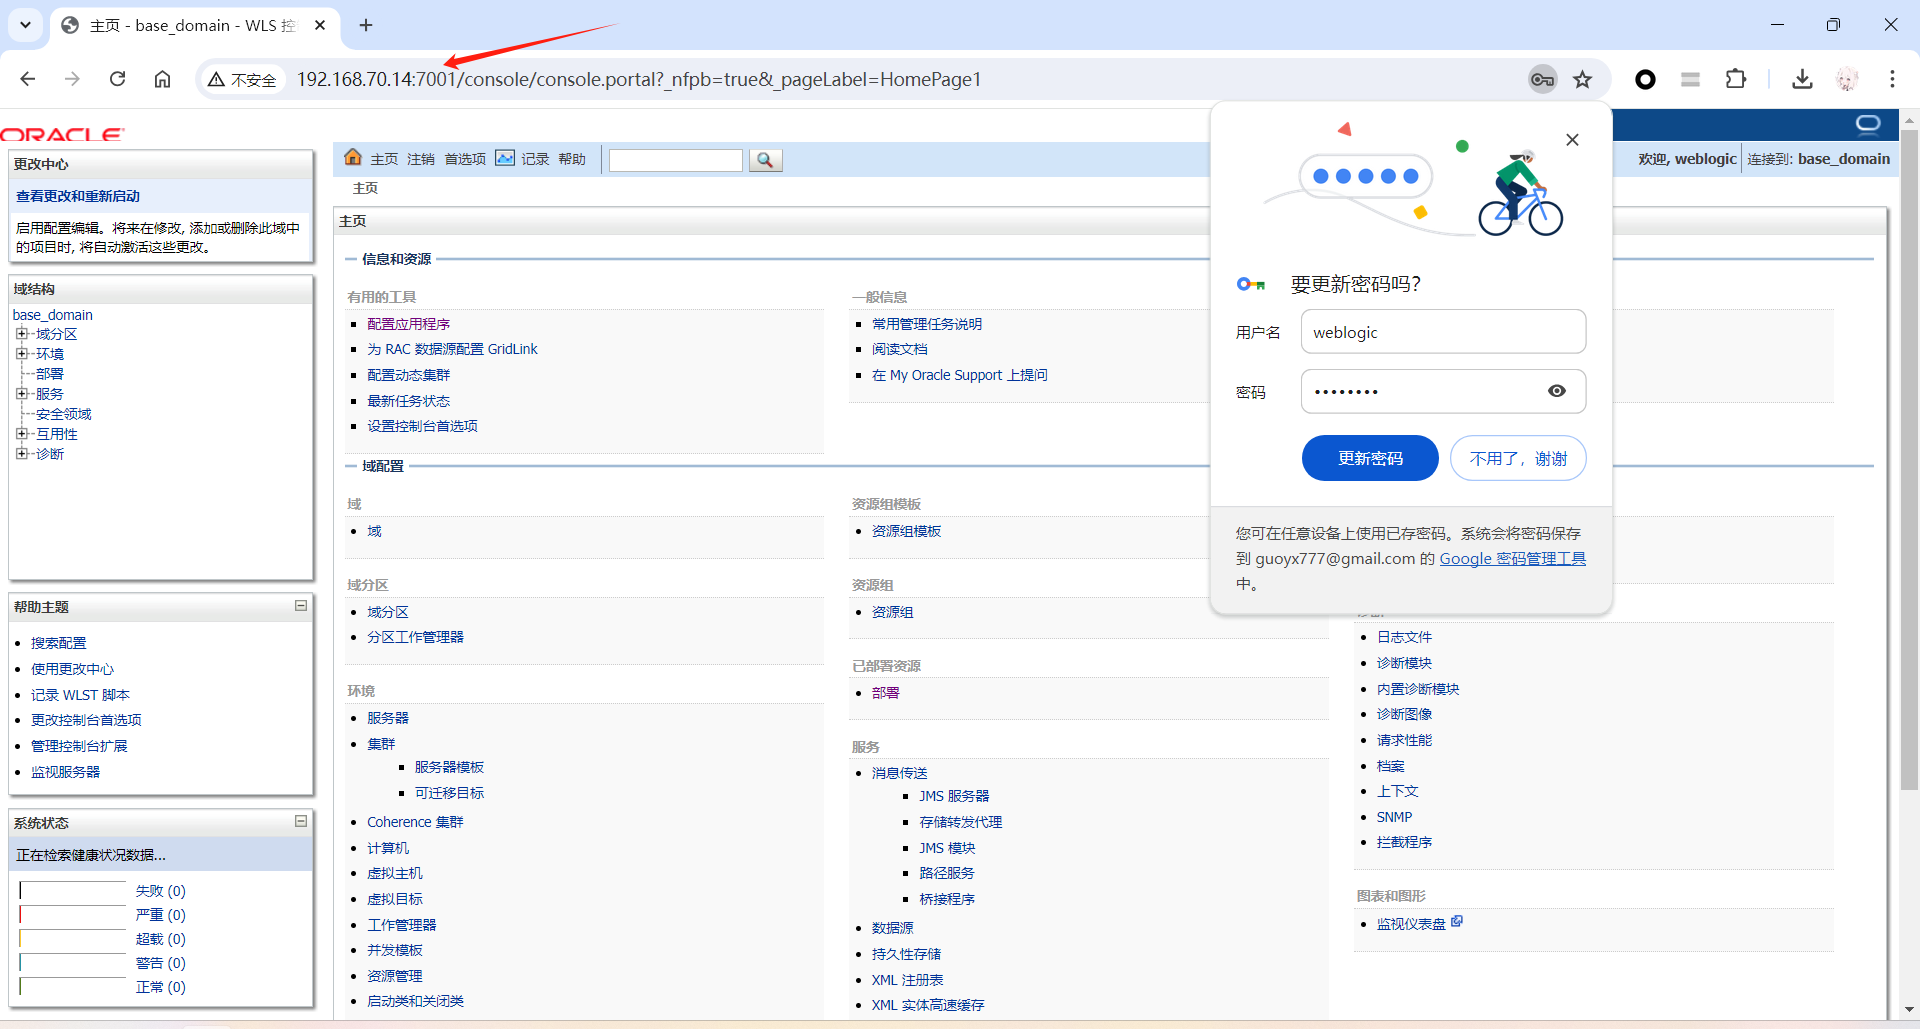 主页 - base_domain - WLS 控
不安全
192.168.70.14:7001/console/console.portal?_nfpb=true&_pageLabel=HomePage1
ORACLE
更改中心
查看更改和重新启动
启用配置编辑。将来在修改, 添加或删除此域中
的项目时, 将自动激活这些更改。
域结构
base_domain
域分区
环境
部署
服务
安全领域
互用性
诊断
帮助主题
搜索配置
使用更改中心
记录 WLST 脚本
更改控制台首选项
管理控制台扩展
监视服务器
系统状态
正在检索健康状况数据...
失败 (0)
严重 (0)
超载 (0)
警告 (0)
正常 (0)
主页 注销 首选项 记录 帮助
欢迎, weblogic 连接到: base_domain
主页
主页
信息和资源
有用的工具
配置应用程序
为 RAC 数据源配置 GridLink
配置动态集群
最新任务状态
设置控制台首选项
一般信息
常用管理任务说明
阅读文档
在 My Oracle Support 上提问
域配置
域
域
域分区
域分区
分区工作管理器
环境
服务器
集群
服务器模板
可迁移目标
Coherence 集群
计算机
虚拟主机
虚拟目标
工作管理器
并发模板
资源管理
启动类和关闭类
资源组模板
资源组模板
资源组
资源组
已部署资源
部署
服务
消息传送
JMS 服务器
存储转发代理
JMS 模块
路径服务
桥接程序
数据源
持久性存储
XML 注册表
XML 实体高速缓存
日志文件
诊断模块
内置诊断模块
诊断图像
请求性能
档案
上下文
SNMP
拦截程序
图表和图形
监视仪表盘
要更新密码吗？
用户名
weblogic
密码
更新密码
不用了，谢谢
您可在任意设备上使用已存密码。系统会将密码保存
到 guoyx777@gmail.com 的 Google 密码管理工具
中。